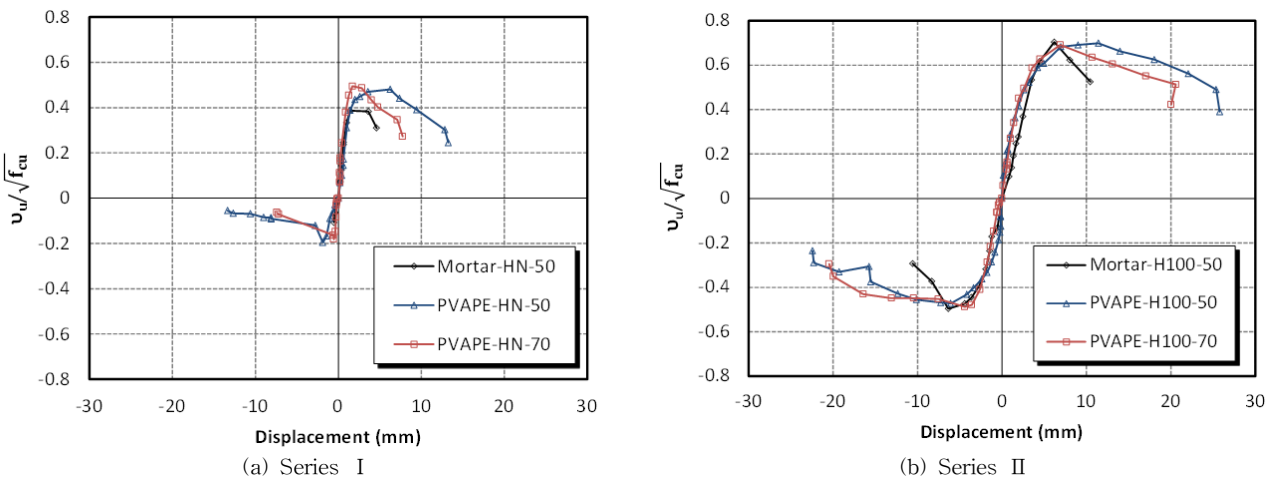 0.8
0.6
0.4
0.2
0
-0.2
-0.4
-0.6
-0.8
υu/√fcu
-30 -20 -10 0 10 20 30
Displacement (mm)
Mortar-HN-50
PVAPE-HN-50
PVAPE-HN-70
(a) Series Ⅰ
0.8
0.6
0.4
0.2
0
-0.2
-0.4
-0.6
-0.8
υu/√fcu
-30 -20 -10 0 10 20 30
Displacement (mm)
Mortar-H100-50
PVAPE-H100-50
PVAPE-H100-70
(b) Series Ⅱ